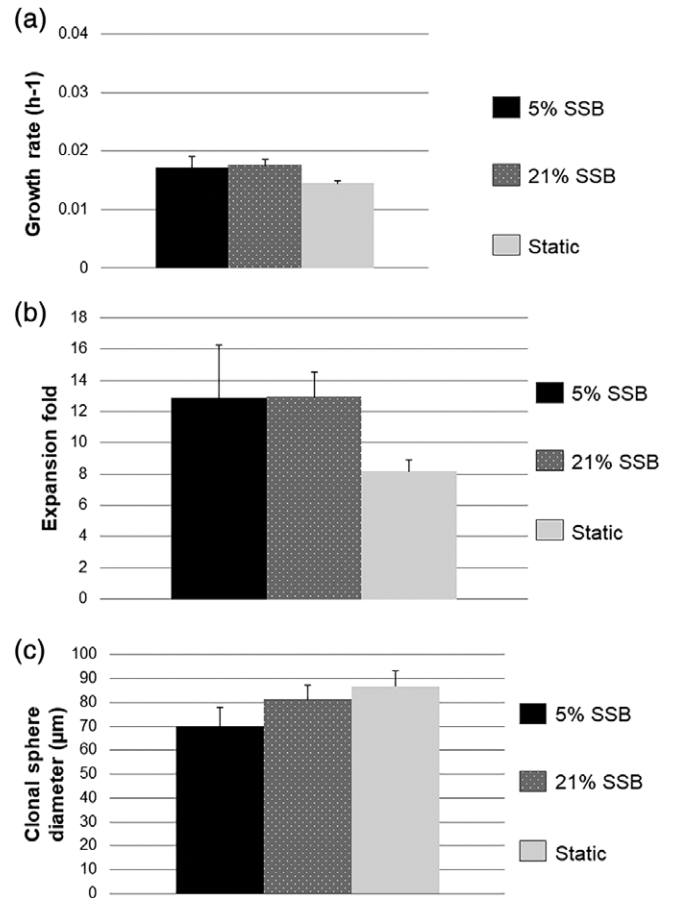 (a)
0.04
0.03
0.02
0.01
0
Growth rate (h-1)
5% SSB
21% SSB
Static
(b)
18
16
14
12
10
8
6
4
2
0
Expansion fold
5% SSB
21% SSB
Static
(c)
100
90
80
70
60
50
40
30
20
10
0
Clonal sphere
diameter (µm)
5% SSB
21% SSB
Static